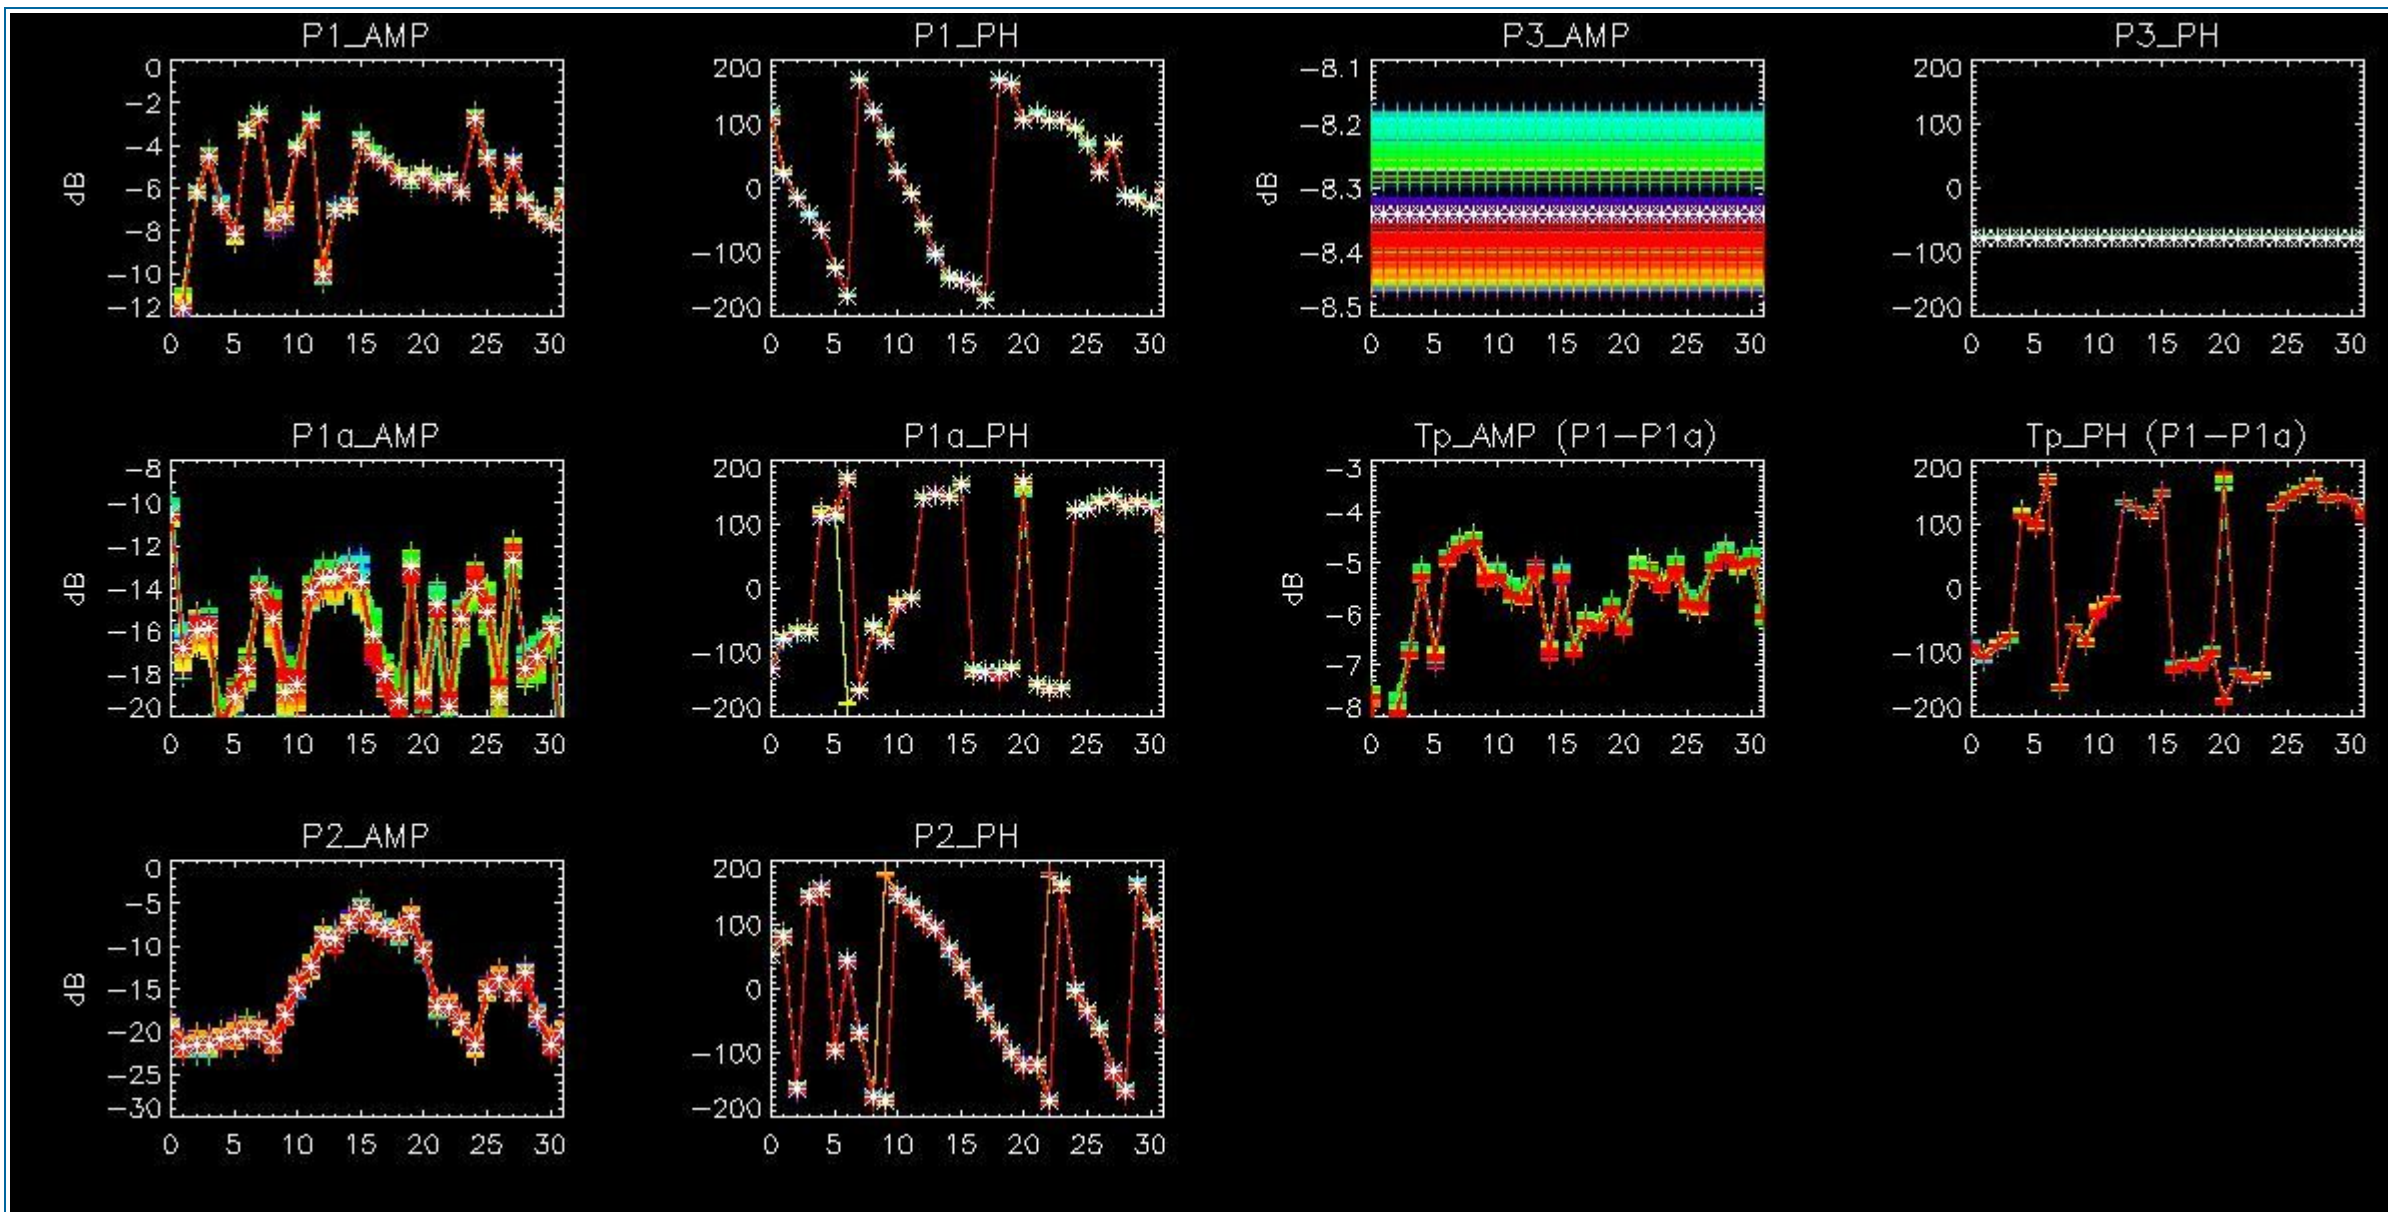 P1_AMP
0
−2
−4
−6
−8
−10
−12
dB
0 5 10 15 20 25 30
P1_PH
200
100
0
−100
−200
0 5 10 15 20 25 30
P3_AMP
−8.1
−8.2
−8.3
−8.4
−8.5
dB
0 5 10 15 20 25 30
P3_PH
200
100
0
−100
−200
0 5 10 15 20 25 30
P1a_AMP
−8
−10
−12
−14
−16
−18
−20
dB
0 5 10 15 20 25 30
P1a_PH
200
100
0
−100
−200
0 5 10 15 20 25 30
Tp_AMP (P1−P1a)
−3
−4
−5
−6
−7
−8
dB
0 5 10 15 20 25 30
Tp_PH (P1−P1a)
200
100
0
−100
−200
0 5 10 15 20 25 30
P2_AMP
0
−5
−10
−15
−20
−25
−30
dB
0 5 10 15 20 25 30
P2_PH
200
100
0
−100
−200
0 5 10 15 20 25 30